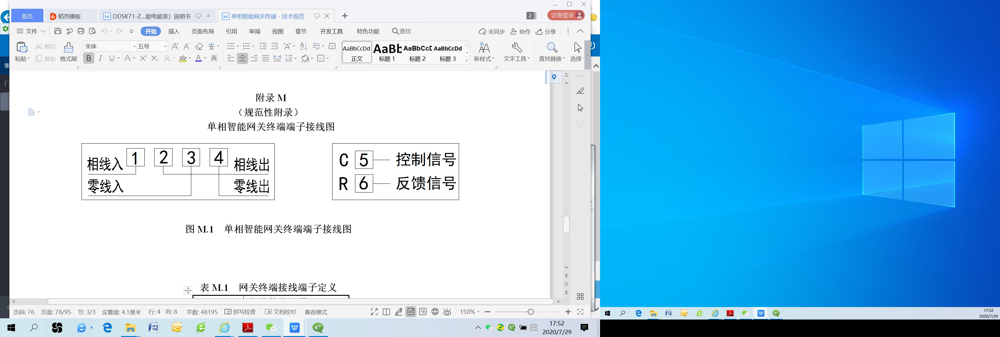 首页
稻壳模板
DDSK71-Z...能电能表）说明书
单相智能网关终端 - 技术规范
2
访客登录
文件
开始
插入
页面布局
引用
审阅
视图
章节
开发工具
特色功能
查找
未同步
协作
分享
粘贴
剪切
复制
格式刷
宋体
五号
AaBbCcDd
正文
AaBb
标题 1
AaBbCcD
标题 2
AaBbCcDd
标题 3
新样式
文字工具
查找替换
选择
张
附录 M
（规范性附录）
单相智能网关终端端子接线图
相线入 1 2 3 4 相线出
零线入 零线出
C 5 控制信号
R 6 反馈信号
图 M.1 单相智能网关终端端子接线图
表 M.1 网关终端接线端子定义
页码: 76 页面: 78/95 节: 3/3 设置值: 4.1厘米 行: 4 列: 8 字数: 48195 拼写检查 文档校对 兼容模式 150%
英
17:52
2020/7/29
17:52
2020/7/29